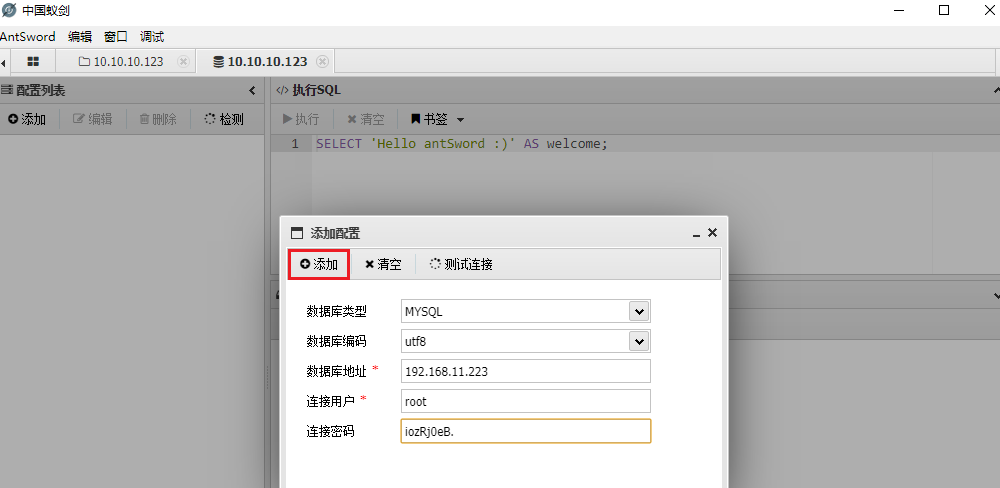 中国蚁剑
AntSword 编辑 窗口 调试
10.10.10.123 10.10.10.123
配置列表 </> 执行SQL
添加 编辑 删除 检测 执行 清空 书签
1 SELECT 'Hello antSword :)' AS welcome;
添加配置
添加 清空 测试连接
数据库类型 MYSQL
数据库编码 utf8
数据库地址 * 192.168.11.223
连接用户 * root
连接密码 iozRj0eB.